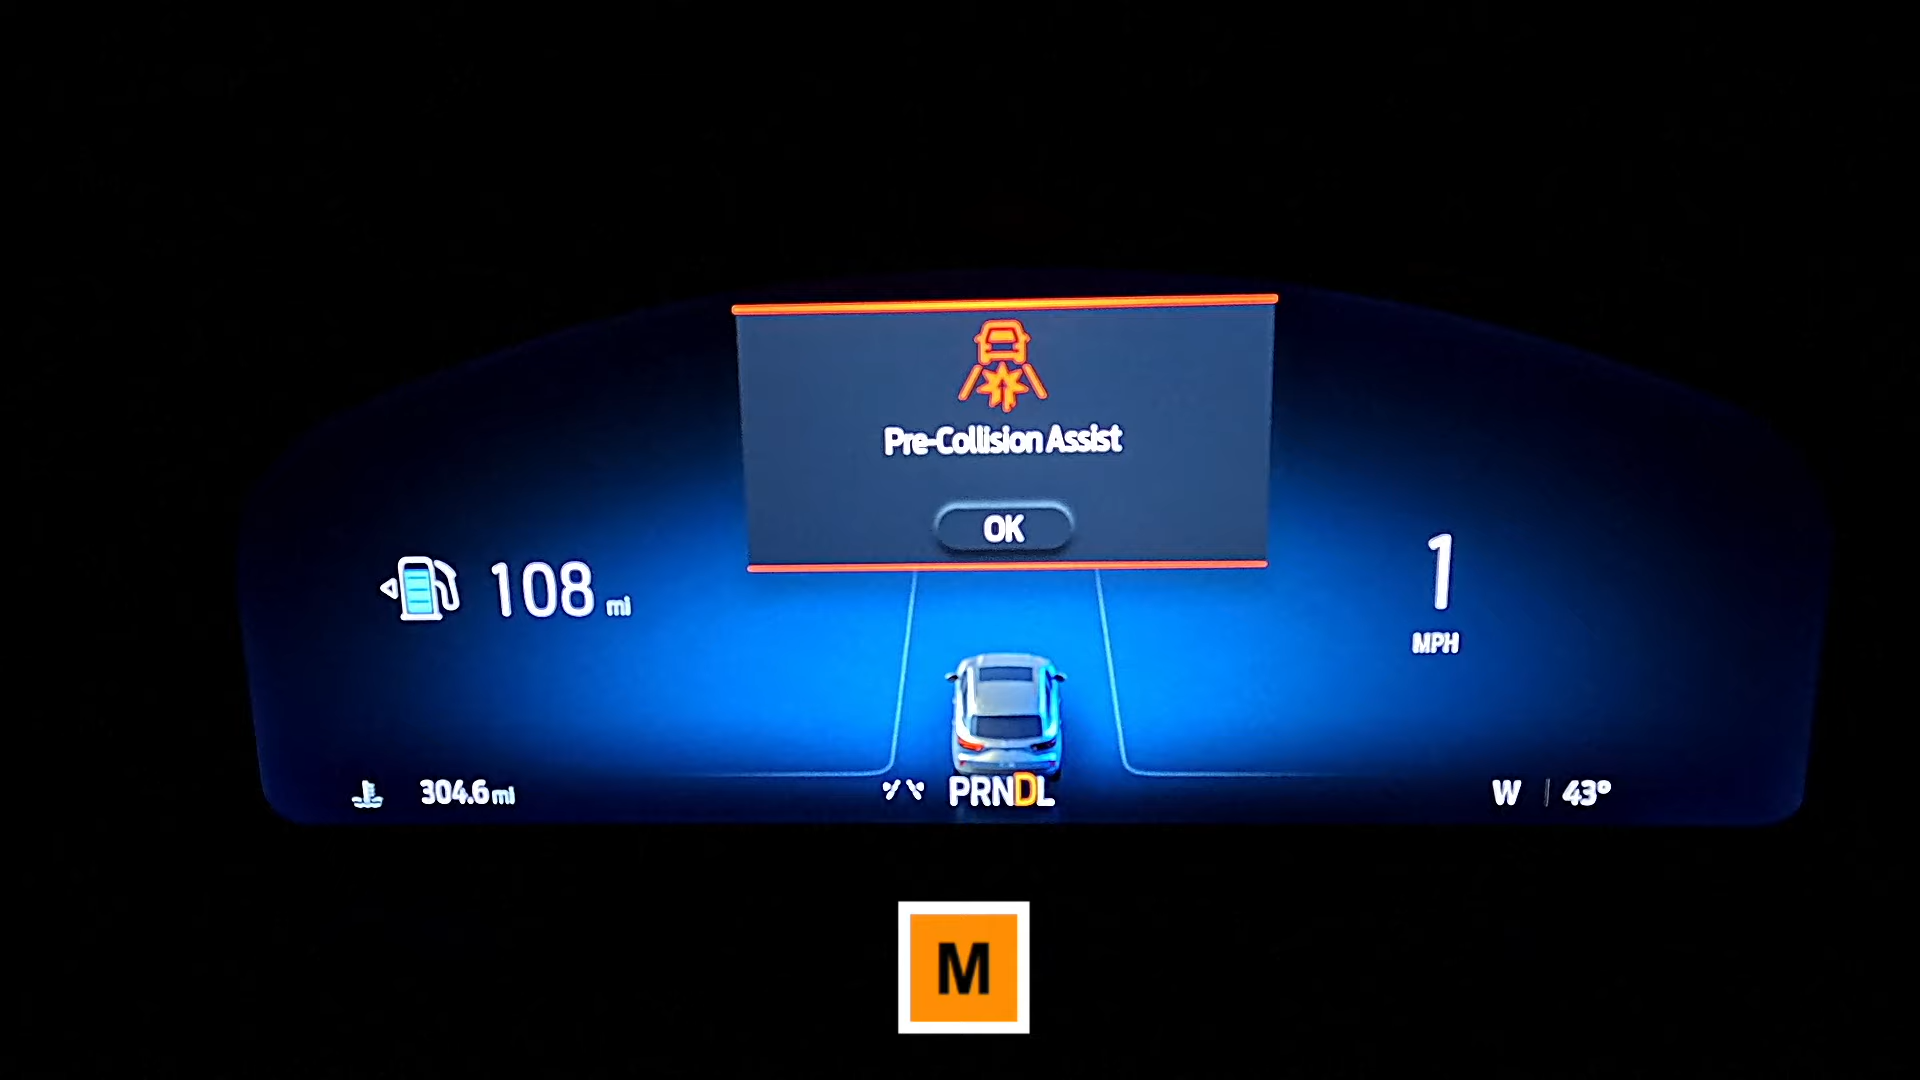 Pre-Collision Assist
OK
108 mi
1
MPH
304.6 mi
PRNDL
W | 43°
M